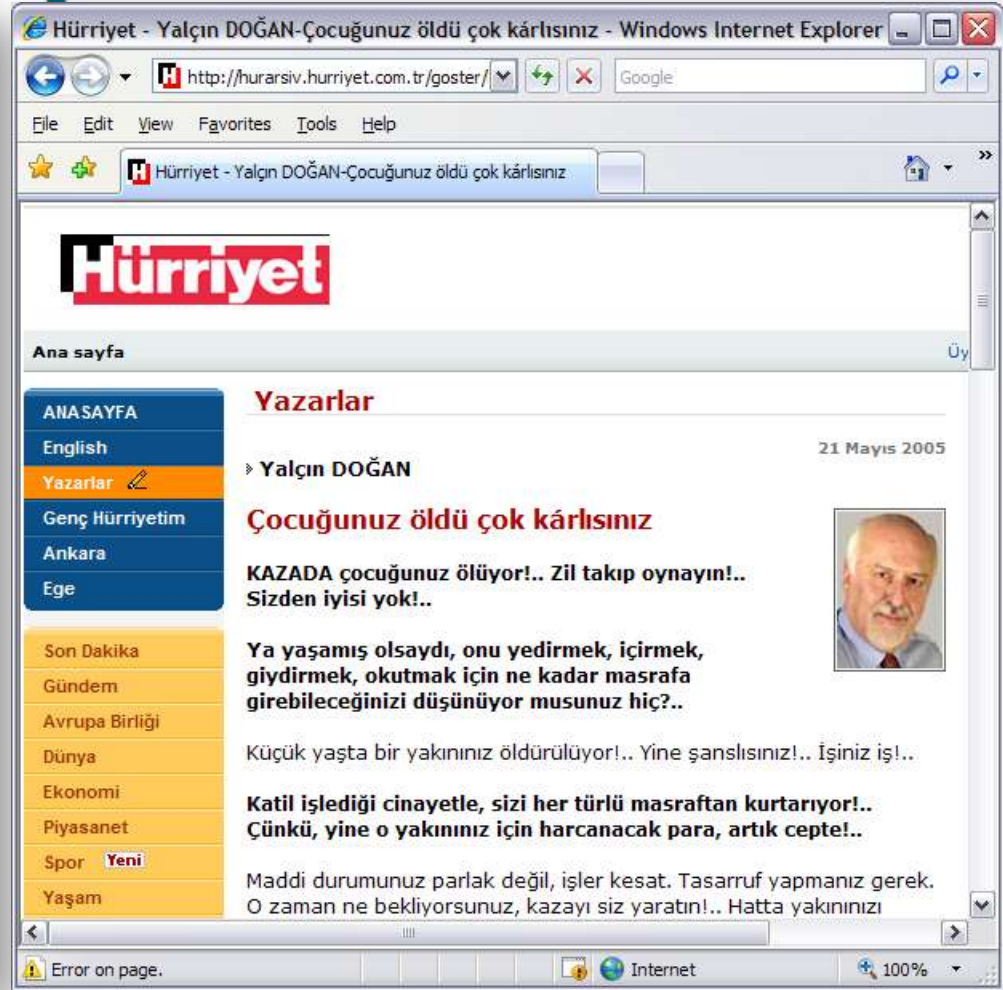 Hürriyet - Yalçın DOĞAN-Çocuğunuz öldü çok kárlısınız - Windows Internet Explorer
http://hurarsiv.hurriyet.com.tr/goster/
Google
File Edit View Favorites Tools Help
Hürriyet - Yalçın DOĞAN-Çocuğunuz öldü çok kárlısınız
Hürriyet
Ana sayfa
Üy
ANASAYFA
English
Yazarlar
Genç Hürriyetim
Ankara
Ege
Son Dakika
Gündem
Avrupa Birliği
Dünya
Ekonomi
Piyasanet
Spor Yeni
Yaşam
Yazarlar
21 Mayıs 2005
Yalçın DOĞAN
Çocuğunuz öldü çok kárlısınız
KAZADA çocuğunuz ölüyor!.. Zil takıp oynayın!..
Sizden iyisi yok!..
Ya yaşamış olsaydı, onu yedirmek, içirmek,
giydirmek, okutmak için ne kadar masrafa
girebileceğinizi düşünüyor musunuz hiç?..
Küçük yaşta bir yakınınız öldürülüyor!.. Yine şanslısınız!.. İşiniz iş!..
Katil işlediği cinayetle, sizi her türlü masraftan kurtarıyor!..
Çünkü, yine o yakınınız için harcanacak para, artık cepte!..
Maddi durumunuz parlak değil, işler kesat. Tasarruf yapmanız gerek.
O zaman ne bekliyorsunuz, kazayı siz yaratın!.. Hatta yakınınızı
Error on page.
Internet
100%